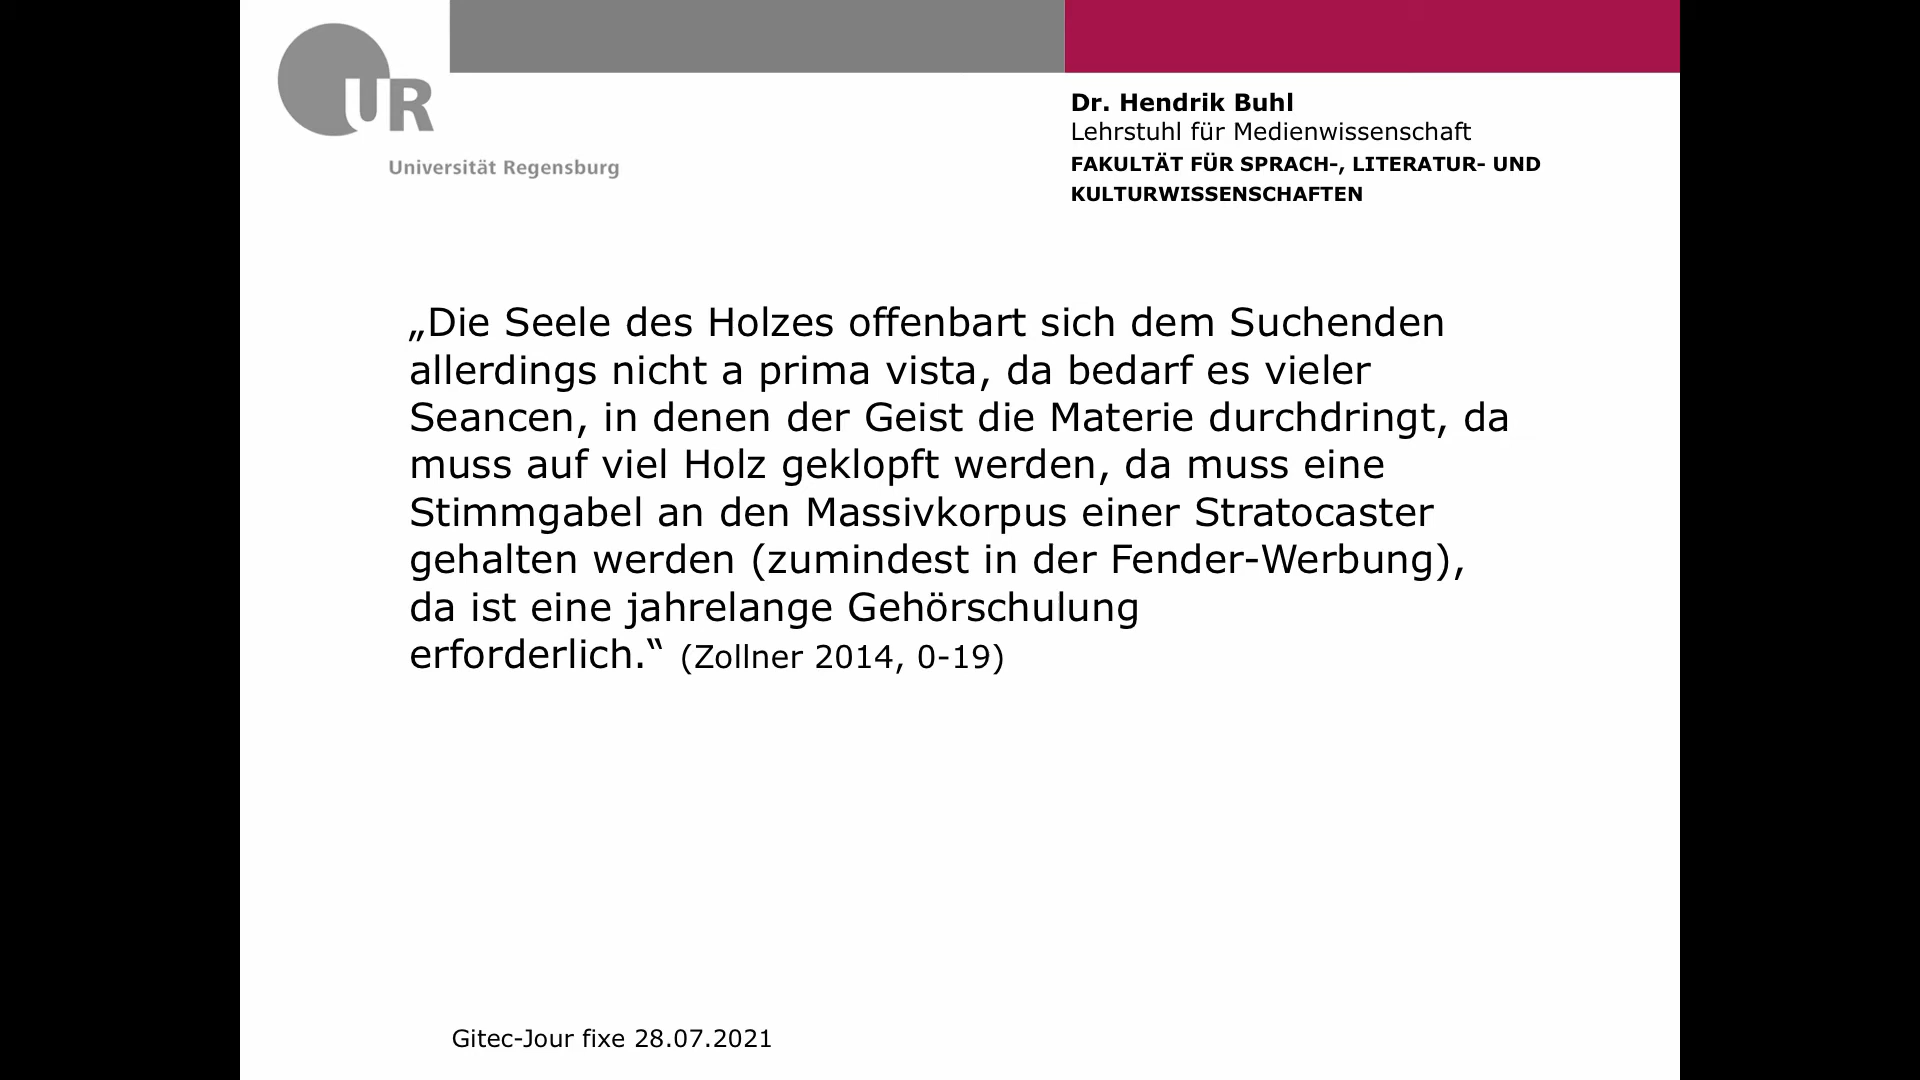 UR
Universität Regensburg
Dr. Hendrik Buhl
Lehrstuhl für Medienwissenschaft
FAKULTÄT FÜR SPRACH-, LITERATUR- UND
KULTURWISSENSCHAFTEN
„Die Seele des Holzes offenbart sich dem Suchenden
allerdings nicht a prima vista, da bedarf es vieler
Seancen, in denen der Geist die Materie durchdringt, da
muss auf viel Holz geklopft werden, da muss eine
Stimmgabel an den Massivkorpus einer Stratocaster
gehalten werden (zumindest in der Fender-Werbung),
da ist eine jahrelange Gehörschulung
erforderlich.“ (Zollner 2014, 0-19)
Gitec-Jour fixe 28.07.2021